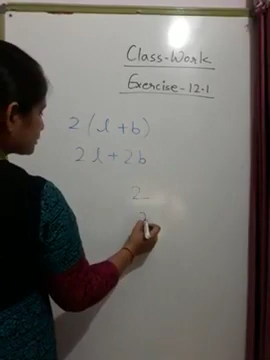 Class-Work
Exercise-12.1
2 ( l + b )
2 l + 2 b
2